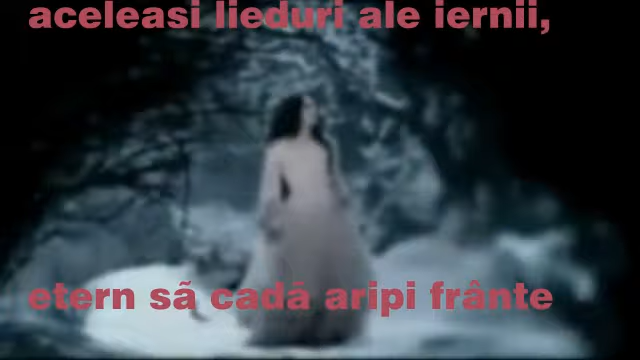 aceleasi lieduri ale iernii,
etern sã cadã aripi frânte